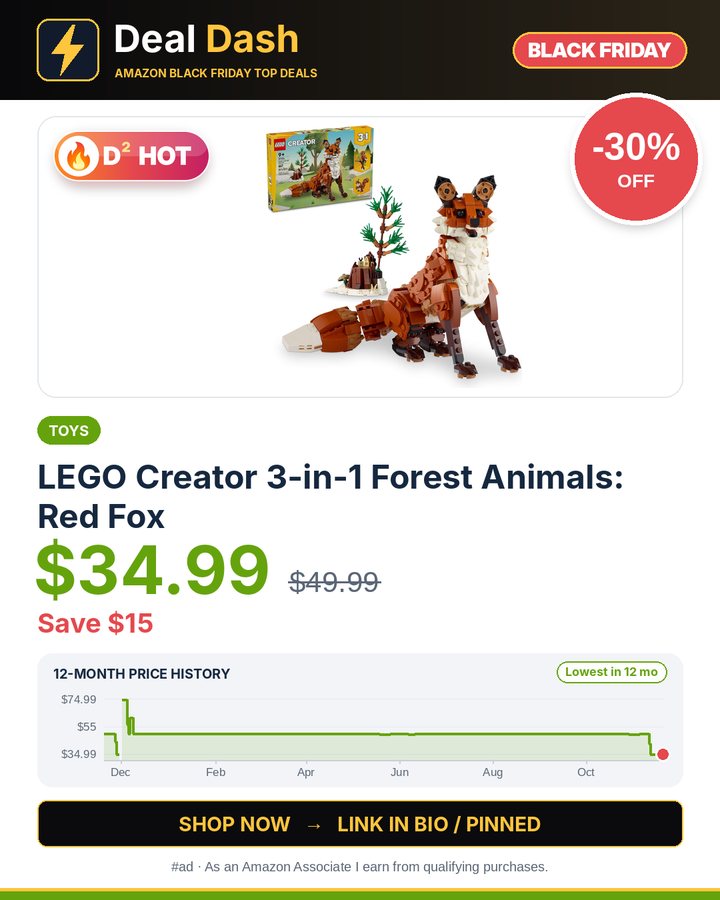 Deal Dash
AMAZON BLACK FRIDAY TOP DEALS
BLACK FRIDAY
D² HOT
-30%
OFF
LEGO CREATOR
3in1
TOYS
LEGO Creator 3-in-1 Forest Animals:
Red Fox
$34.99 $49.99
Save $15
12-MONTH PRICE HISTORY
Lowest in 12 mo
$74.99
$55
$34.99
Dec Feb Apr Jun Aug Oct
SHOP NOW → LINK IN BIO / PINNED
#ad · As an Amazon Associate I earn from qualifying purchases.